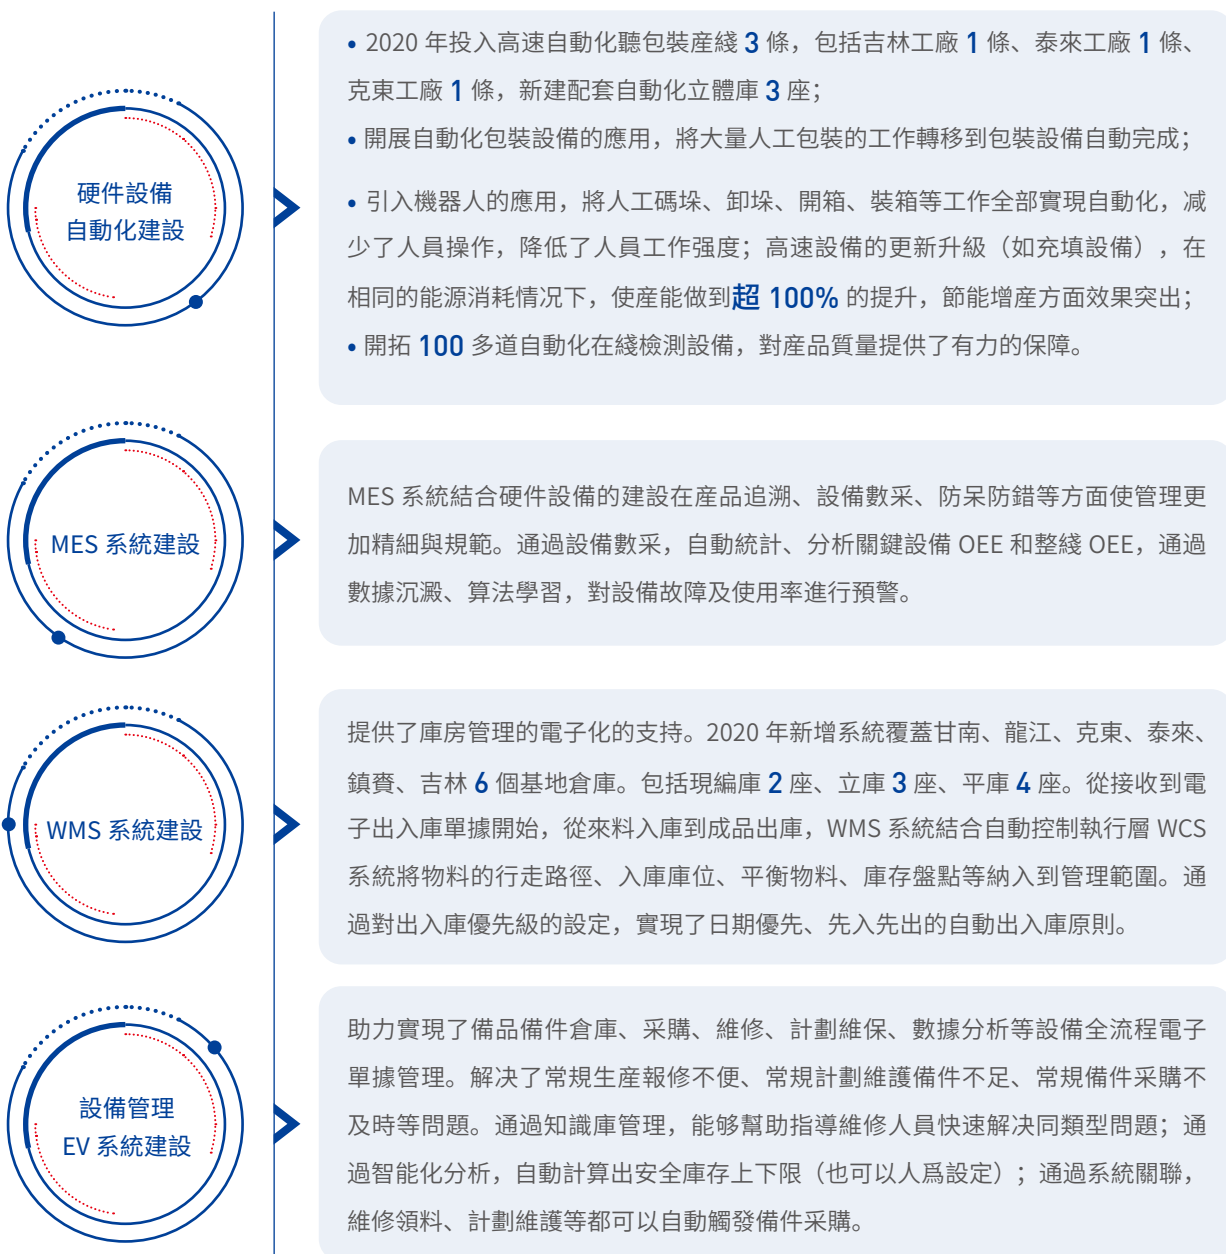 硬件設備
自動化建設
• 2020 年投入高速自動化聽包裝産綫 3 條，包括吉林工廠 1 條、泰來工廠 1 條、
克東工廠 1 條，新建配套自動化立體庫 3 座；
• 開展自動化包裝設備的應用，將大量人工包裝的工作轉移到包裝設備自動完成；
• 引入機器人的應用，將人工碼垛、卸垛、開箱、裝箱等工作全部實現自動化，减
少了人員操作，降低了人員工作强度；高速設備的更新升級（如充填設備），在
相同的能源消耗情况下，使産能做到超 100% 的提升，節能增産方面效果突出；
• 開拓 100 多道自動化在綫檢測設備，對産品質量提供了有力的保障。
MES 系統建設
MES 系統結合硬件設備的建設在産品追溯、設備數采、防呆防錯等方面使管理更
加精細與規範。通過設備數采，自動統計、分析關鍵設備 OEE 和整綫 OEE，通過
數據沉澱、算法學習，對設備故障及使用率進行預警。
WMS 系統建設
提供了庫房管理的電子化的支持。2020 年新增系統覆蓋甘南、龍江、克東、泰來、
鎮賚、吉林 6 個基地倉庫。包括現編庫 2 座、立庫 3 座、平庫 4 座。從接收到電
子出入庫單據開始，從來料入庫到成品出庫，WMS 系統結合自動控制執行層 WCS
系統將物料的行走路徑、入庫庫位、平衡物料、庫存盤點等納入到管理範圍。通
過對出入庫優先級的設定，實現了日期優先、先入先出的自動出入庫原則。
設備管理
EV 系統建設
助力實現了備品備件倉庫、采購、維修、計劃維保、數據分析等設備全流程電子
單據管理。解决了常規生産報修不便、常規計劃維護備件不足、常規備件采購不
及時等問題。通過知識庫管理，能够幫助指導維修人員快速解决同類型問題；通
過智能化分析，自動計算出安全庫存上下限（也可以人爲設定）；通過系統關聯，
維修領料、計劃維護等都可以自動觸發備件采購。